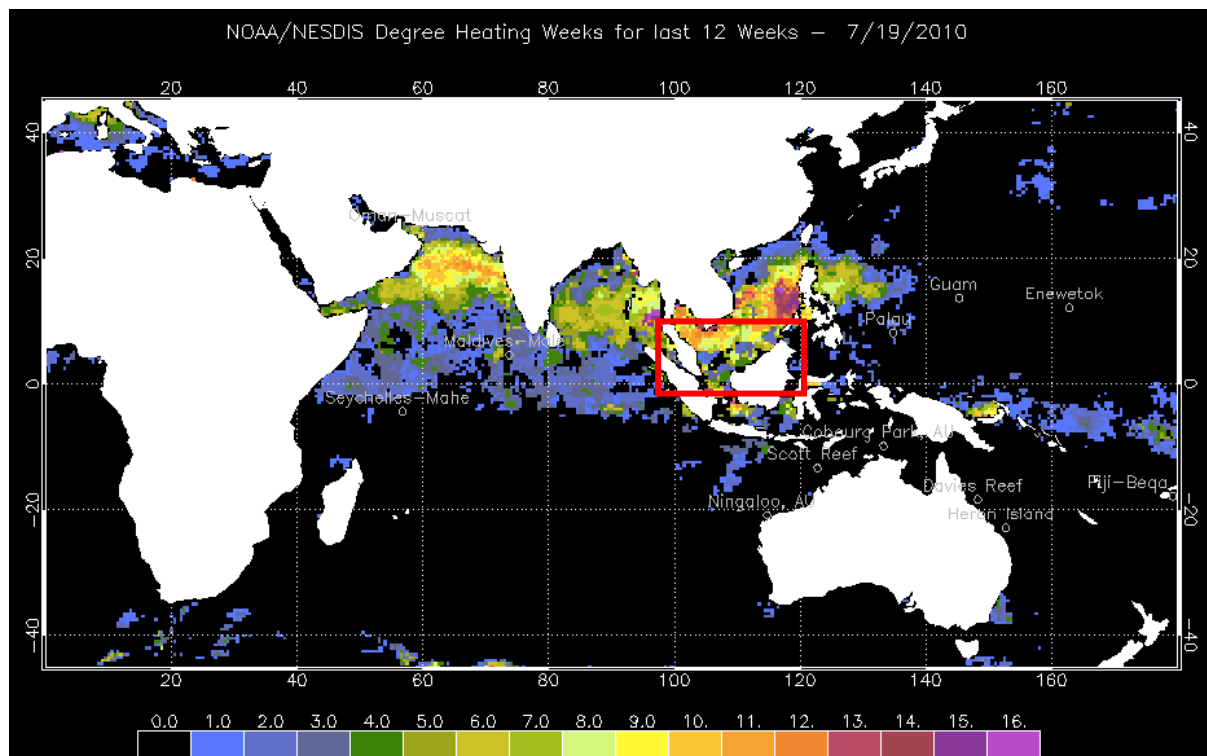 NOAA/NESDIS Degree Heating Weeks for last 12 Weeks – 7/19/2010
20 40 60 80 100 120 140 160
40 40
Oman–Muscat
20 20
Guam
Enewetok
Palau
Maldives–Male
0 0
Seychelles–Mahe
Cobourg Park, AU
Scott Reef
Davies Reef
Fiji–Beqa
Ningaloo, AU
–20 –20
Heron Island
–40 –40
20 40 60 80 100 120 140 160
0.0 1.0 2.0 3.0 4.0 5.0 6.0 7.0 8.0 9.0 10. 11. 12. 13. 14. 15. 16.